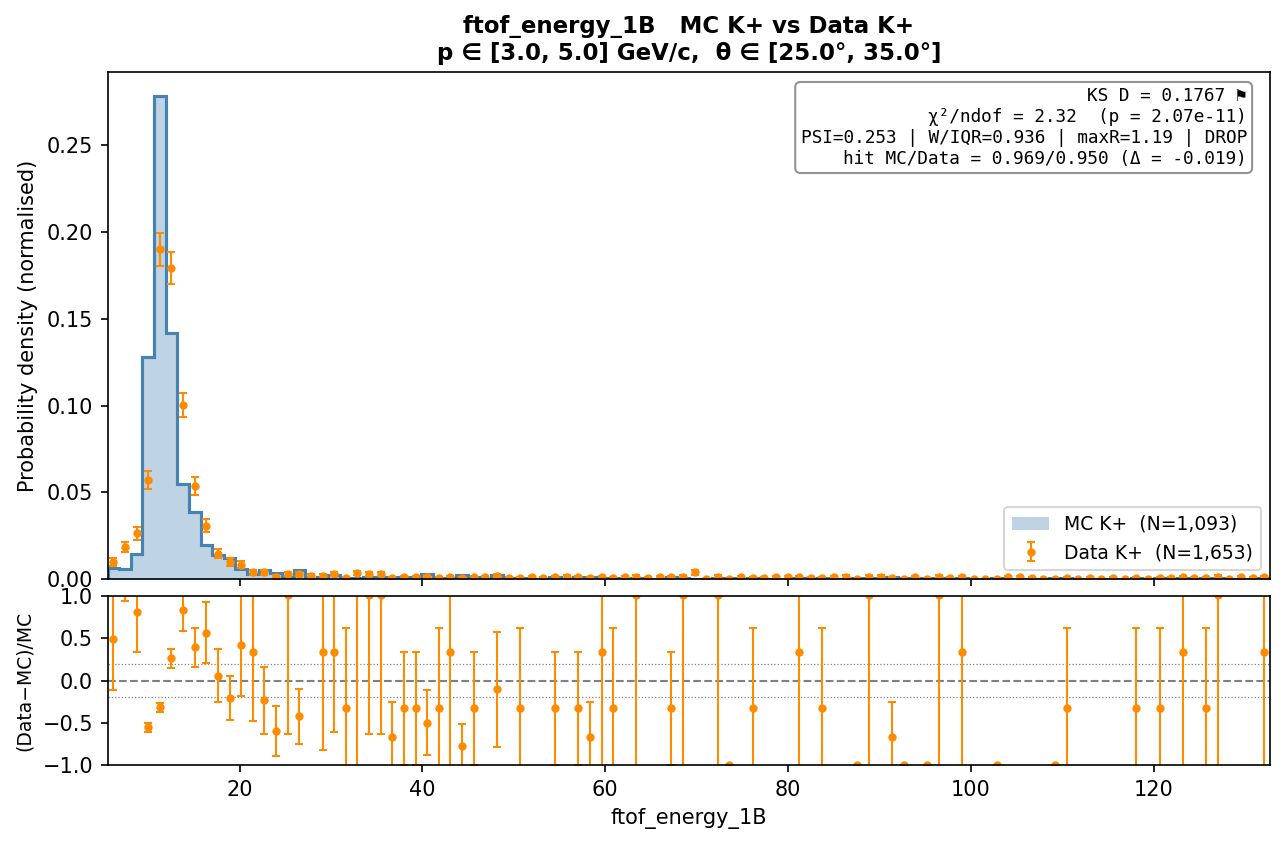 ftof_energy_1B   MC K+ vs Data K+
p ∈ [3.0, 5.0] GeV/c,  θ ∈ [25.0°, 35.0°]
KS D = 0.1767 ⚑
χ²/ndof = 2.32  (p = 2.07e-11)
PSI=0.253 | W/IQR=0.936 | maxR=1.19 | DROP
hit MC/Data = 0.969/0.950 (Δ = -0.019)
Probability density (normalised)
0.25
0.20
0.15
0.10
0.05
0.00
MC K+  (N=1,093)
Data K+  (N=1,653)
(Data−MC)/MC
1.0
0.5
0.0
−0.5
−1.0
20 40 60 80 100 120
ftof_energy_1B